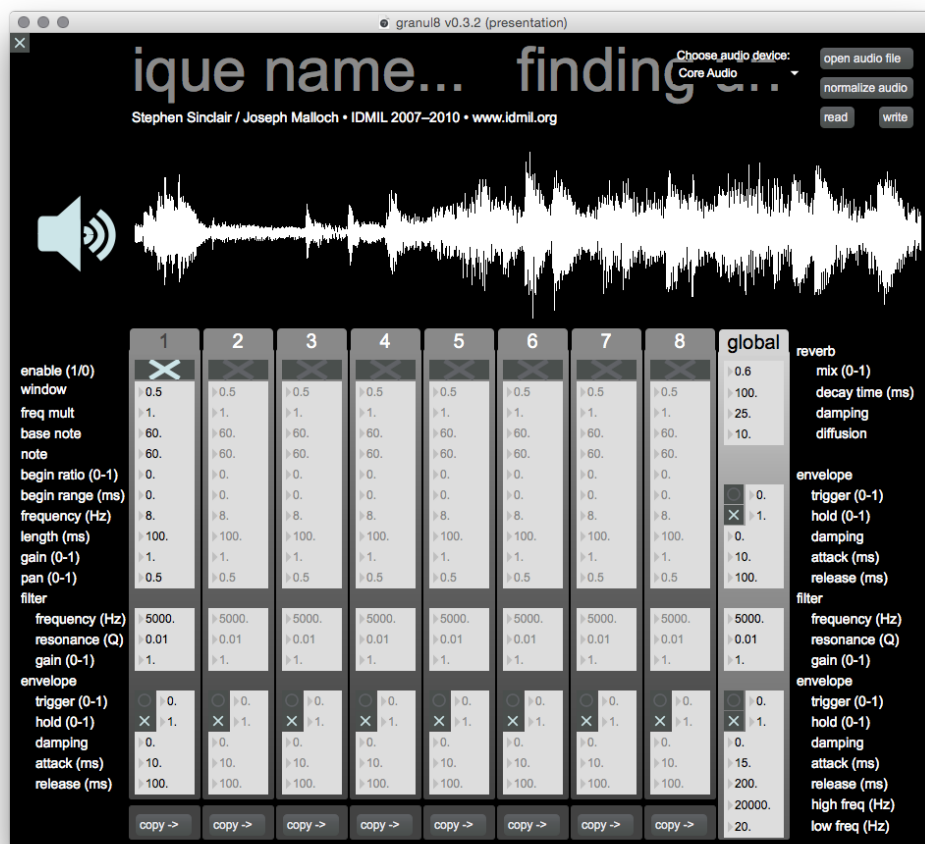 granul8 v0.3.2 (presentation)
ique name... finding
Choose audio device:
Core Audio
open audio file
normalize audio
read write
Stephen Sinclair / Joseph Malloch • IDMIL 2007–2010 • www.idmil.org
1 2 3 4 5 6 7 8 global
reverb
enable (1/0) 0.6 mix (0-1)
window 0.5 0.5 0.5 0.5 0.5 0.5 0.5 0.5 100. decay time (ms)
freq mult 1. 1. 1. 1. 1. 1. 1. 1. 25. damping
base note 60. 60. 60. 60. 60. 60. 60. 60. 10. diffusion
note 60. 60. 60. 60. 60. 60. 60. 60.
begin ratio (0-1) 0. 0. 0. 0. 0. 0. 0. 0. envelope
begin range (ms) 0. 0. 0. 0. 0. 0. 0. 0. 0. trigger (0-1)
frequency (Hz) 8. 8. 8. 8. 8. 8. 8. 8. 1. hold (0-1)
length (ms) 100. 100. 100. 100. 100. 100. 100. 100. 0. damping
gain (0-1) 1. 1. 1. 1. 1. 1. 1. 1. 10. attack (ms)
pan (0-1) 0.5 0.5 0.5 0.5 0.5 0.5 0.5 0.5 100. release (ms)
filter filter
frequency (Hz) 5000. 5000. 5000. 5000. 5000. 5000. 5000. 5000. 5000. frequency (Hz)
resonance (Q) 0.01 0.01 0.01 0.01 0.01 0.01 0.01 0.01 0.01 resonance (Q)
gain (0-1) 1. 1. 1. 1. 1. 1. 1. 1. 1. gain (0-1)
envelope envelope
trigger (0-1) 0. 0. 0. 0. 0. 0. 0. 0. 0. trigger (0-1)
hold (0-1) 1. 1. 1. 1. 1. 1. 1. 1. 1. hold (0-1)
damping 0. 0. 0. 0. 0. 0. 0. 0. 0. damping
attack (ms) 10. 10. 10. 10. 10. 10. 10. 10. 15. attack (ms)
release (ms) 100. 100. 100. 100. 100. 100. 100. 100. 200. release (ms)
20000. high freq (Hz)
copy -> copy -> copy -> copy -> copy -> copy -> copy -> copy -> 20. low freq (Hz)